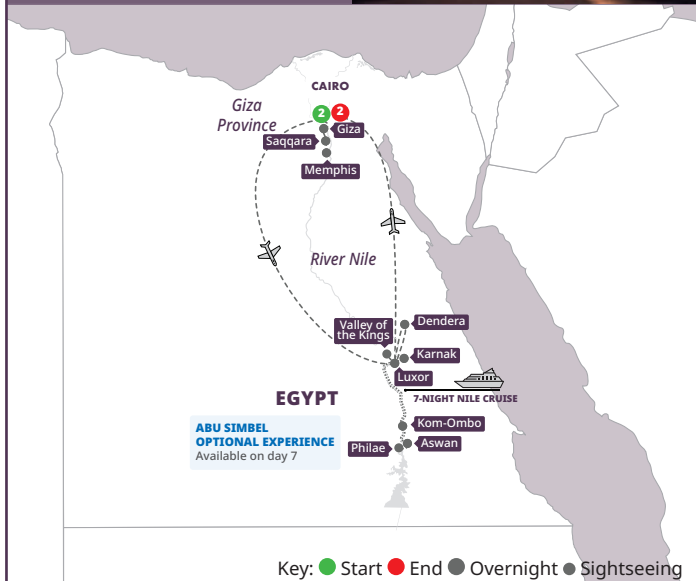 CAIRO
Giza
Province
2
2
Giza
Saqqara
Memphis
River Nile
Valley of
the Kings
Dendera
Karnak
Luxor
7-NIGHT NILE CRUISE
EGYPT
ABU SIMBEL
OPTIONAL EXPERIENCE
Available on day 7
Kom-Ombo
Philae
Aswan
Key: Start End Overnight Sightseeing